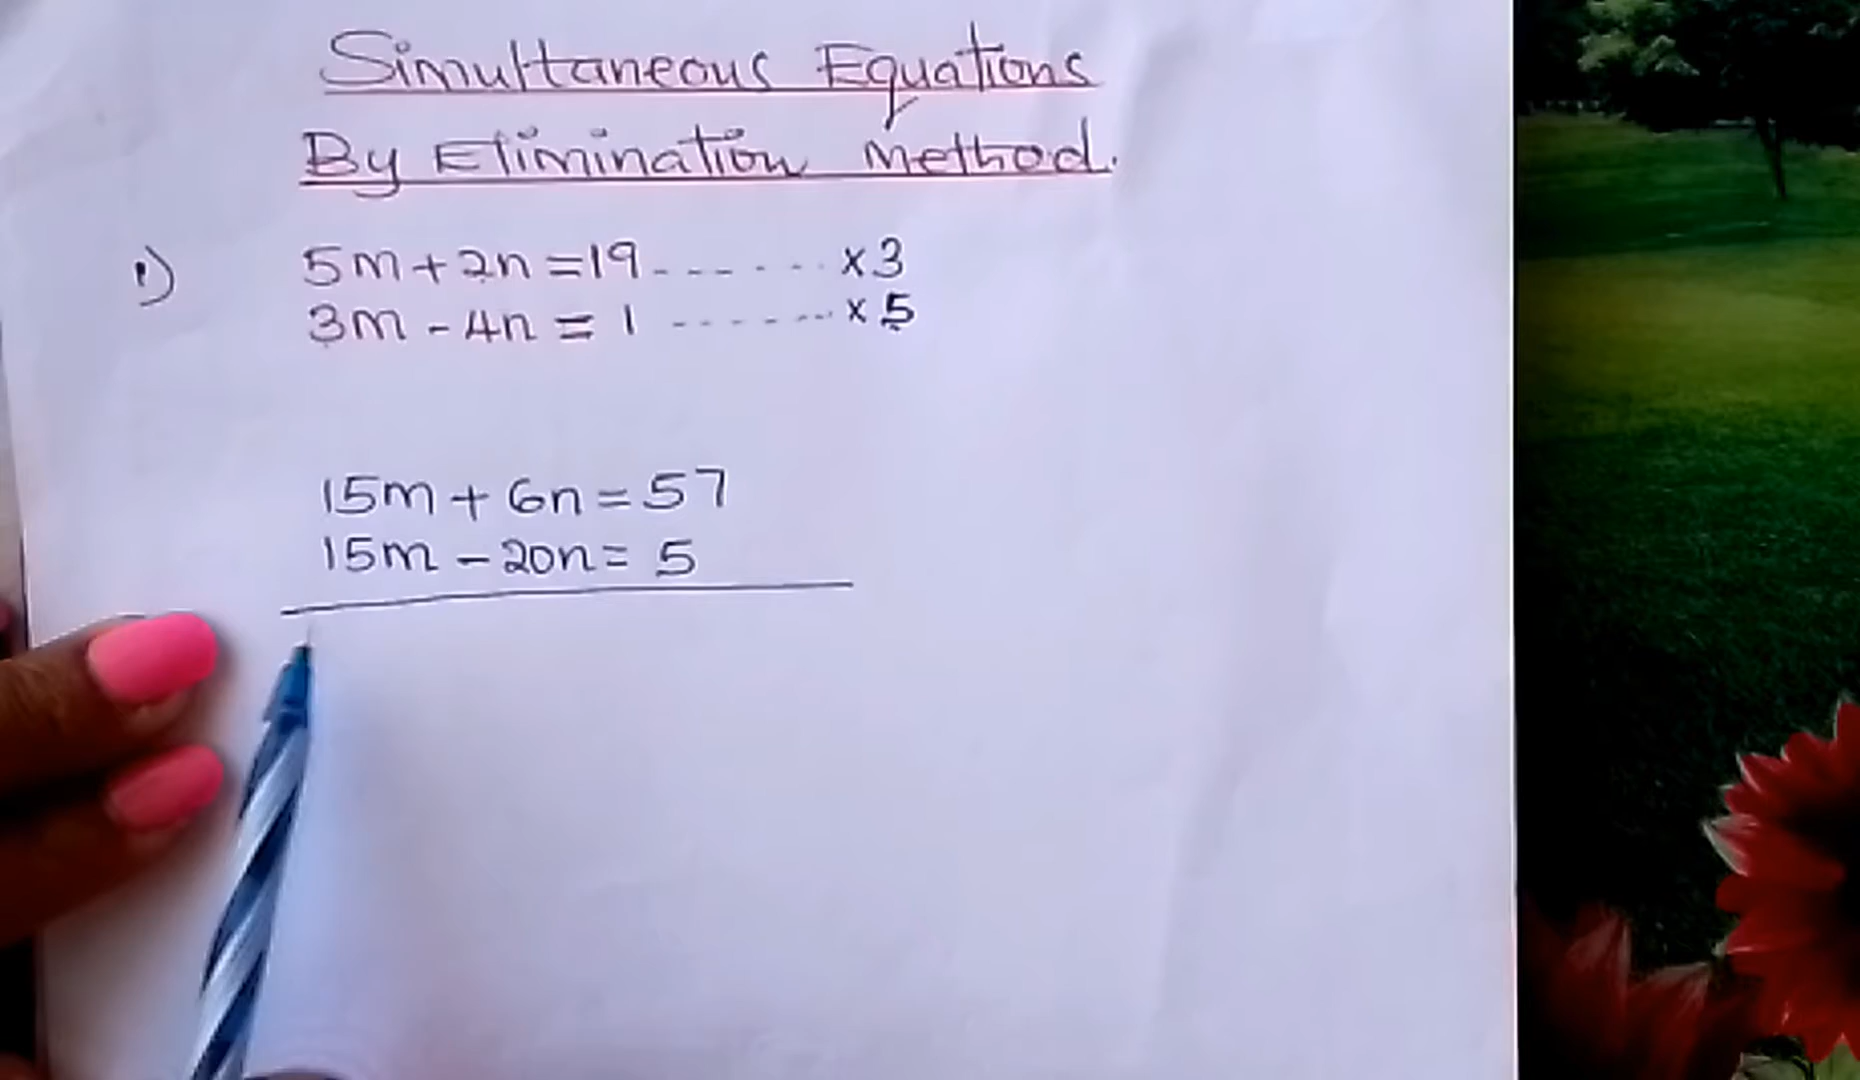 Simultaneous Equations
By Elimination Method.
1) 5m+2n=19 - - - - - - x3
3m - 4n = 1 - - - - - - - x 5
15m + 6n = 57
15m - 20n = 5